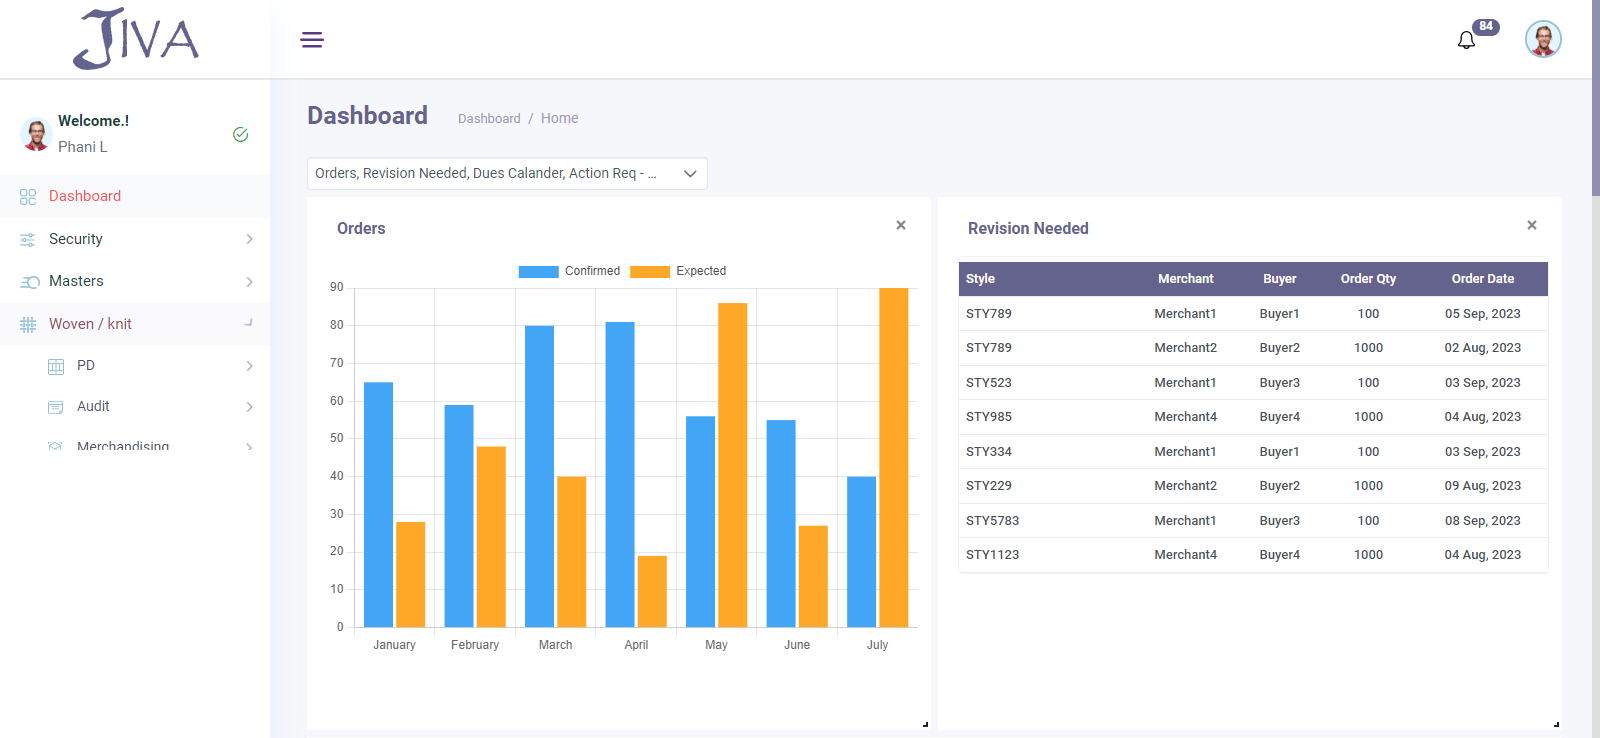 JIVA
84
Welcome.!
Phani L
Dashboard
Security
Masters
Woven / knit
PD
Audit
Merchandising
Dashboard
Dashboard / Home
Orders, Revision Needed, Dues Calander, Action Req - ...
Orders ×
Confirmed Expected
90
80
70
60
50
40
30
20
10
0
January February March April May June July
Revision Needed ×
Style Merchant Buyer Order Qty Order Date
STY789 Merchant1 Buyer1 100 05 Sep, 2023
STY789 Merchant2 Buyer2 1000 02 Aug, 2023
STY523 Merchant1 Buyer3 100 03 Sep, 2023
STY985 Merchant4 Buyer4 1000 04 Aug, 2023
STY334 Merchant1 Buyer1 100 03 Sep, 2023
STY229 Merchant2 Buyer2 1000 09 Aug, 2023
STY5783 Merchant1 Buyer3 100 08 Sep, 2023
STY1123 Merchant4 Buyer4 1000 04 Aug, 2023